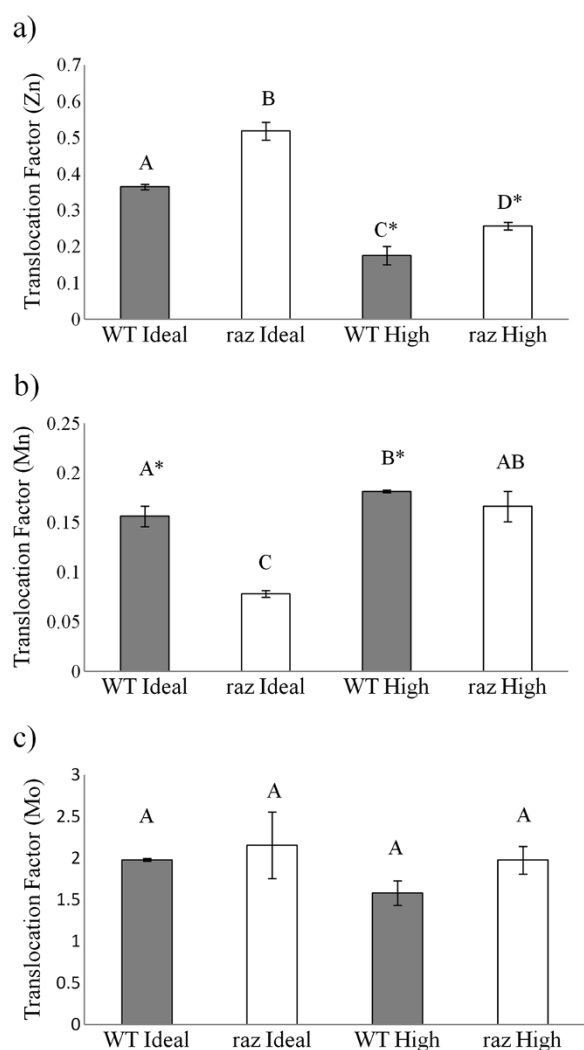 a)
Translocation Factor (Zn)
0.7
0.6
0.5
0.4
0.3
0.2
0.1
0
A
B
C*
D*
WT Ideal raz Ideal WT High raz High
b)
Translocation Factor (Mn)
0.25
0.2
0.15
0.1
0.05
0
A*
C
B*
AB
WT Ideal raz Ideal WT High raz High
c)
Translocation Factor (Mo)
3
2.5
2
1.5
1
0.5
0
A
A
A
A
WT Ideal raz Ideal WT High raz High